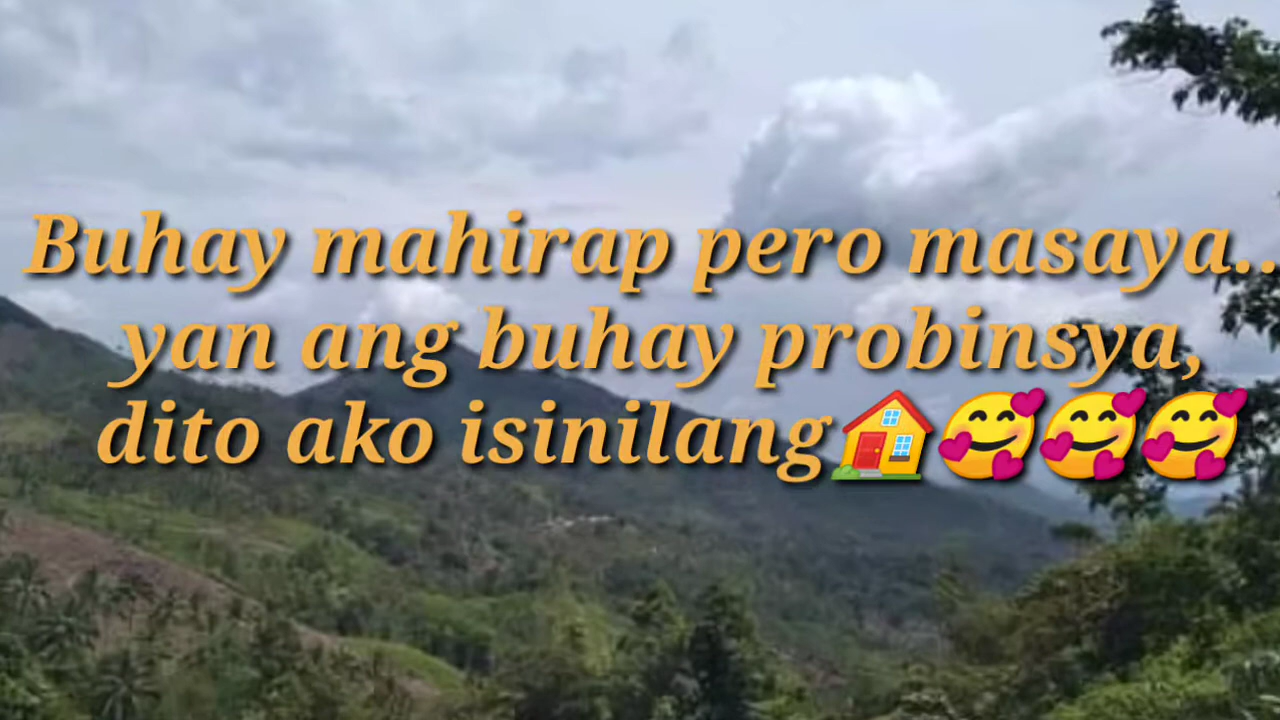 Buhay mahirap pero masaya..
yan ang buhay probinsya,
dito ako isinilang🏡🥰🥰🥰